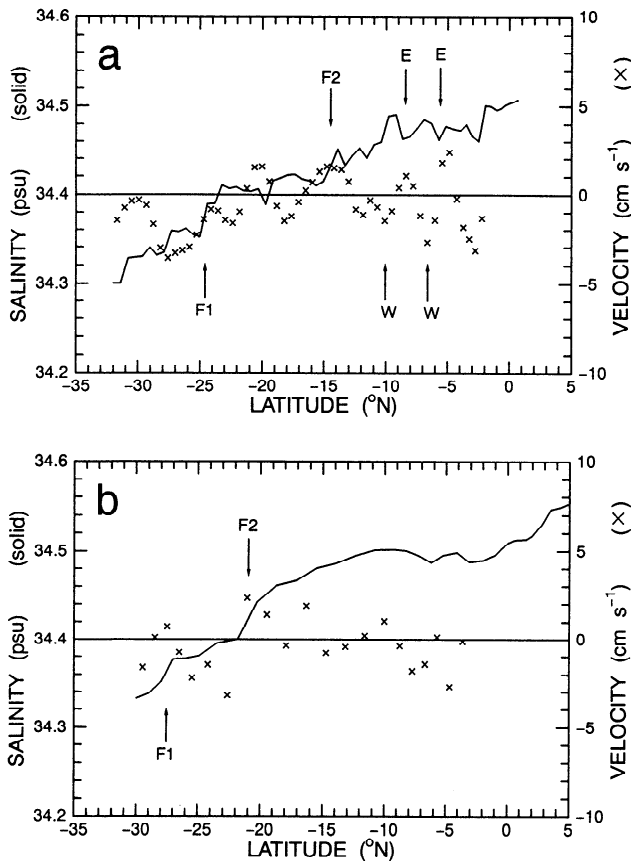 a
34.6
34.5
34.4
34.3
34.2
SALINITY (psu) (solid)
10
5
0
−5
−10
VELOCITY (cm s⁻¹) (×)
E
E
F2
F1
W
W
−35 −30 −25 −20 −15 −10 −5 0 5
LATITUDE (°N)
b
34.6
34.5
34.4
34.3
34.2
SALINITY (psu) (solid)
10
5
0
−5
−10
VELOCITY (cm s⁻¹) (×)
F2
F1
−35 −30 −25 −20 −15 −10 −5 0 5
LATITUDE (°N)